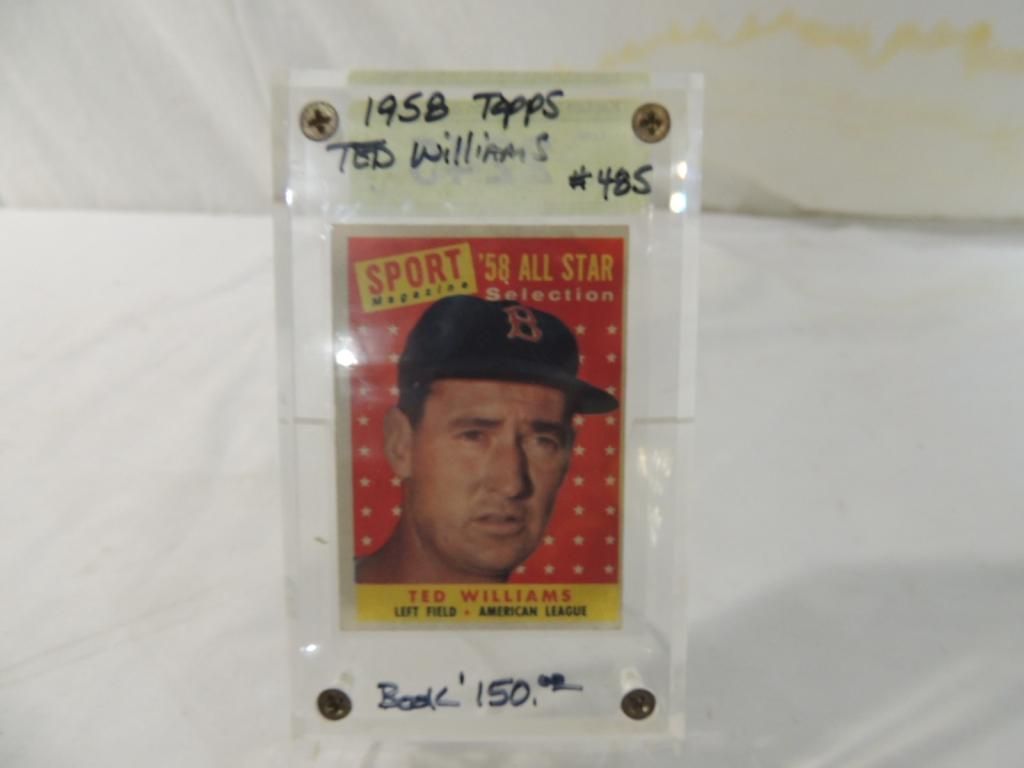 1958 Topps
TED Williams
#485
SPORT
Magazine
'58 ALL STAR
Selection
B
TED WILLIAMS
LEFT FIELD • AMERICAN LEAGUE
Book' 150.00